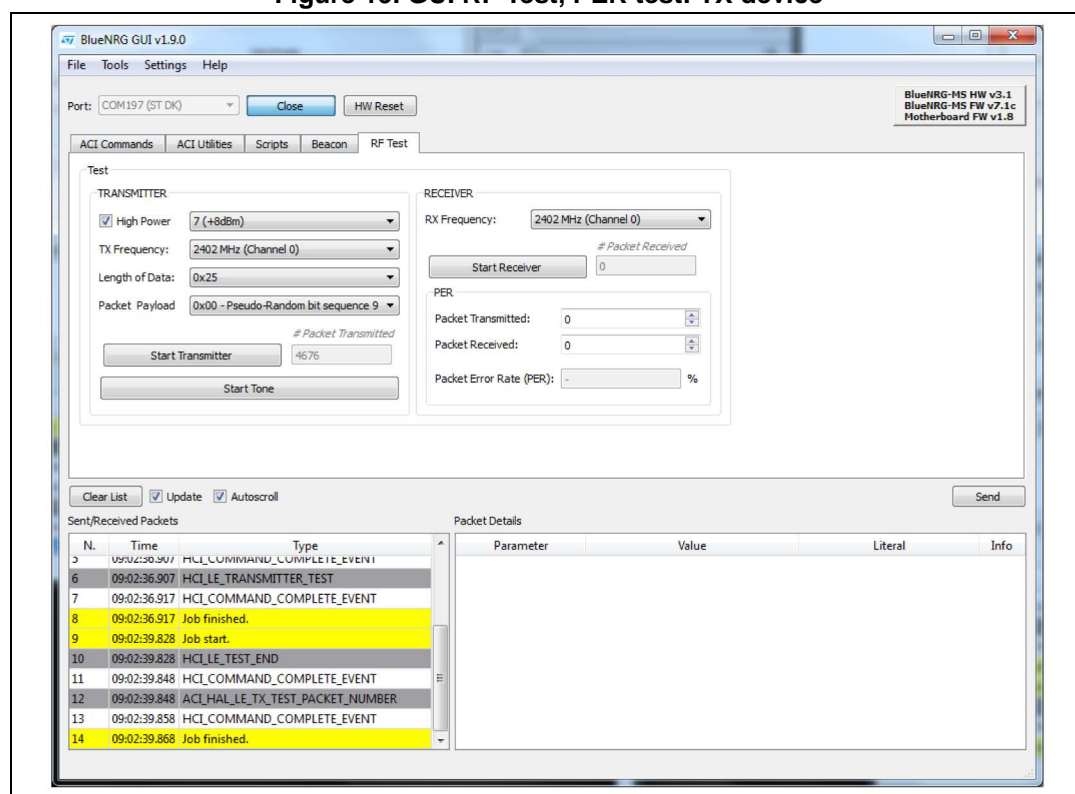 Figure 16. GUI RF Test, PER test: TX device
BlueNRG GUI v1.9.0
File Tools Settings Help
Port: COM197 (ST DK) Close HW Reset
BlueNRG-MS HW v3.1
BlueNRG-MS FW v7.1c
Motherboard FW v1.8
ACI Commands ACI Utilities Scripts Beacon RF Test
Test
TRANSMITTER
High Power 7 (+8dBm)
TX Frequency: 2402 MHz (Channel 0)
Length of Data: 0x25
Packet Payload 0x00 - Pseudo-Random bit sequence 9
# Packet Transmitted
Start Transmitter 4676
Start Tone
RECEIVER
RX Frequency: 2402 MHz (Channel 0)
# Packet Received
Start Receiver 0
PER
Packet Transmitted: 0
Packet Received: 0
Packet Error Rate (PER): - %
Clear List Update Autoscroll Send
Sent/Received Packets
N. Time Type
5 09:02:36.907 HCI_COMMAND_COMPLETE_EVENT
6 09:02:36.907 HCI_LE_TRANSMITTER_TEST
7 09:02:36.917 HCI_COMMAND_COMPLETE_EVENT
8 09:02:36.917 Job finished.
9 09:02:39.828 Job start.
10 09:02:39.828 HCI_LE_TEST_END
11 09:02:39.848 HCI_COMMAND_COMPLETE_EVENT
12 09:02:39.848 ACI_HAL_LE_TX_TEST_PACKET_NUMBER
13 09:02:39.858 HCI_COMMAND_COMPLETE_EVENT
14 09:02:39.868 Job finished.
Packet Details
Parameter Value Literal Info